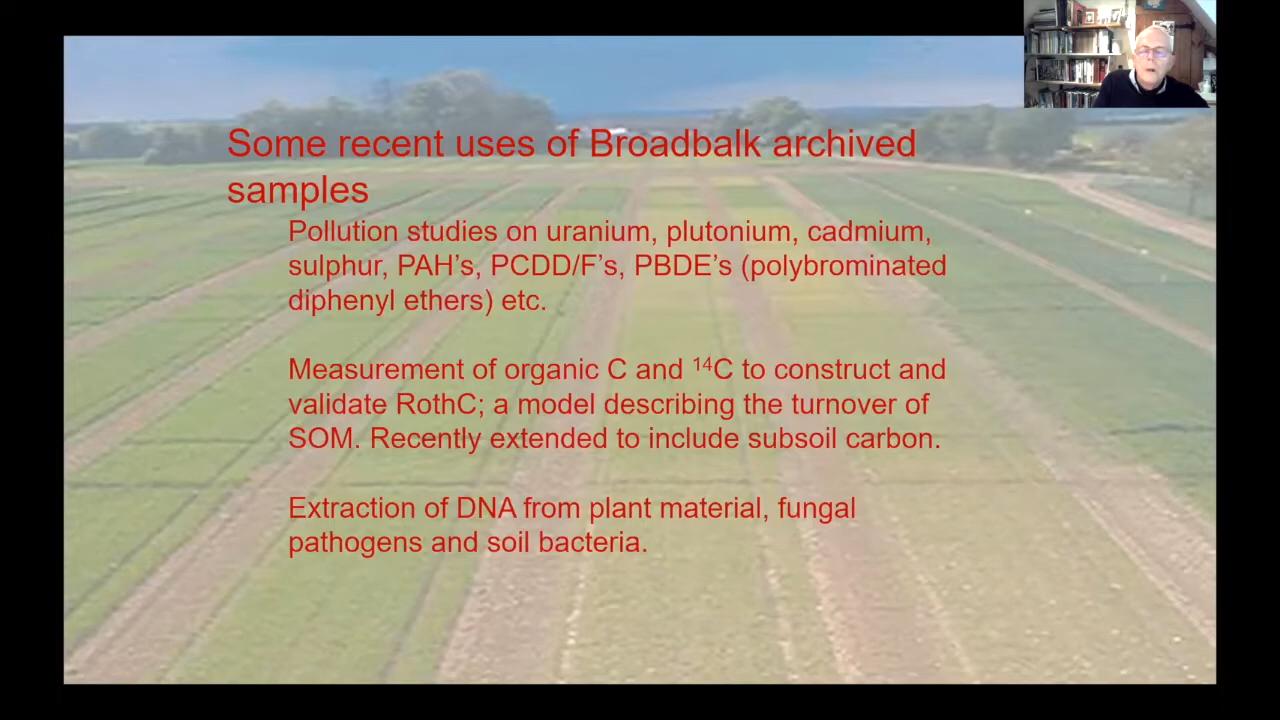 Some recent uses of Broadbalk archived
samples
Pollution studies on uranium, plutonium, cadmium,
sulphur, PAH’s, PCDD/F’s, PBDE’s (polybrominated
diphenyl ethers) etc.
Measurement of organic C and ¹⁴C to construct and
validate RothC; a model describing the turnover of
SOM. Recently extended to include subsoil carbon.
Extraction of DNA from plant material, fungal
pathogens and soil bacteria.